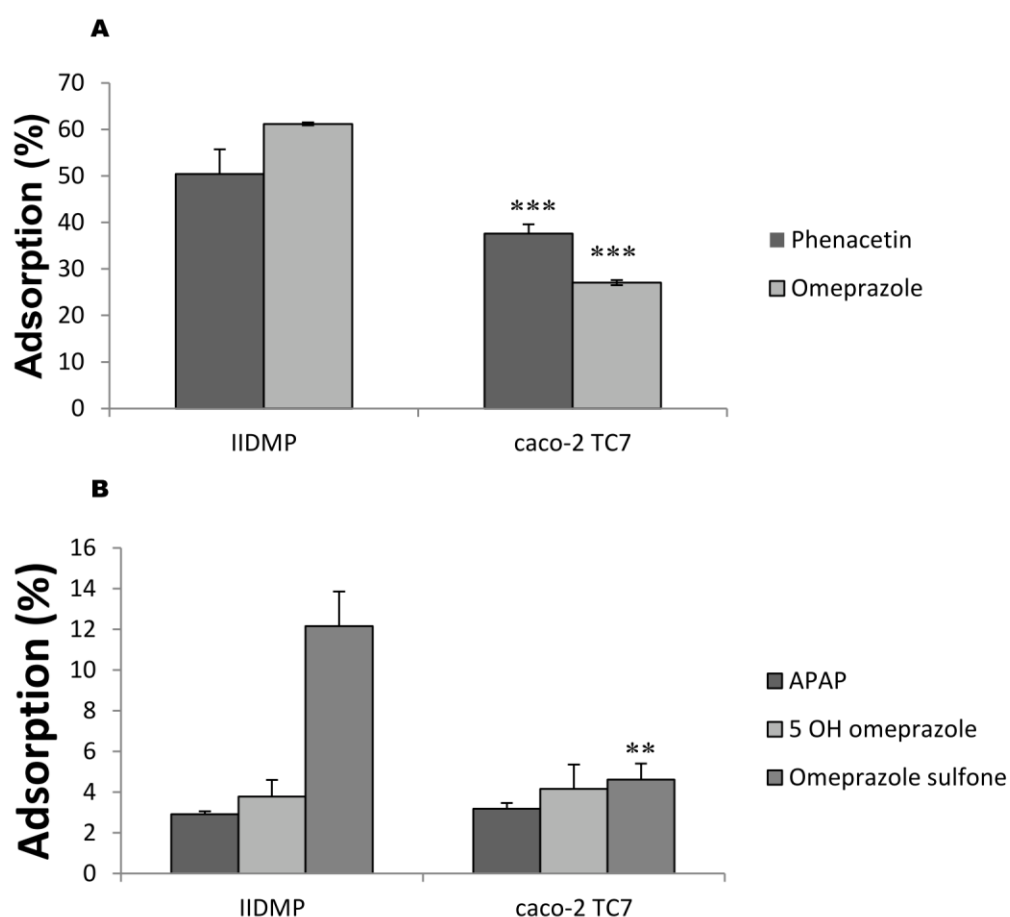 A
Adsorption (%)
70
60
50
40
30
20
10
0
***
***
IIDMP
caco-2 TC7
Phenacetin
Omeprazole
B
Adsorption (%)
16
14
12
10
8
6
4
2
0
**
IIDMP
caco-2 TC7
APAP
5 OH omeprazole
Omeprazole sulfone